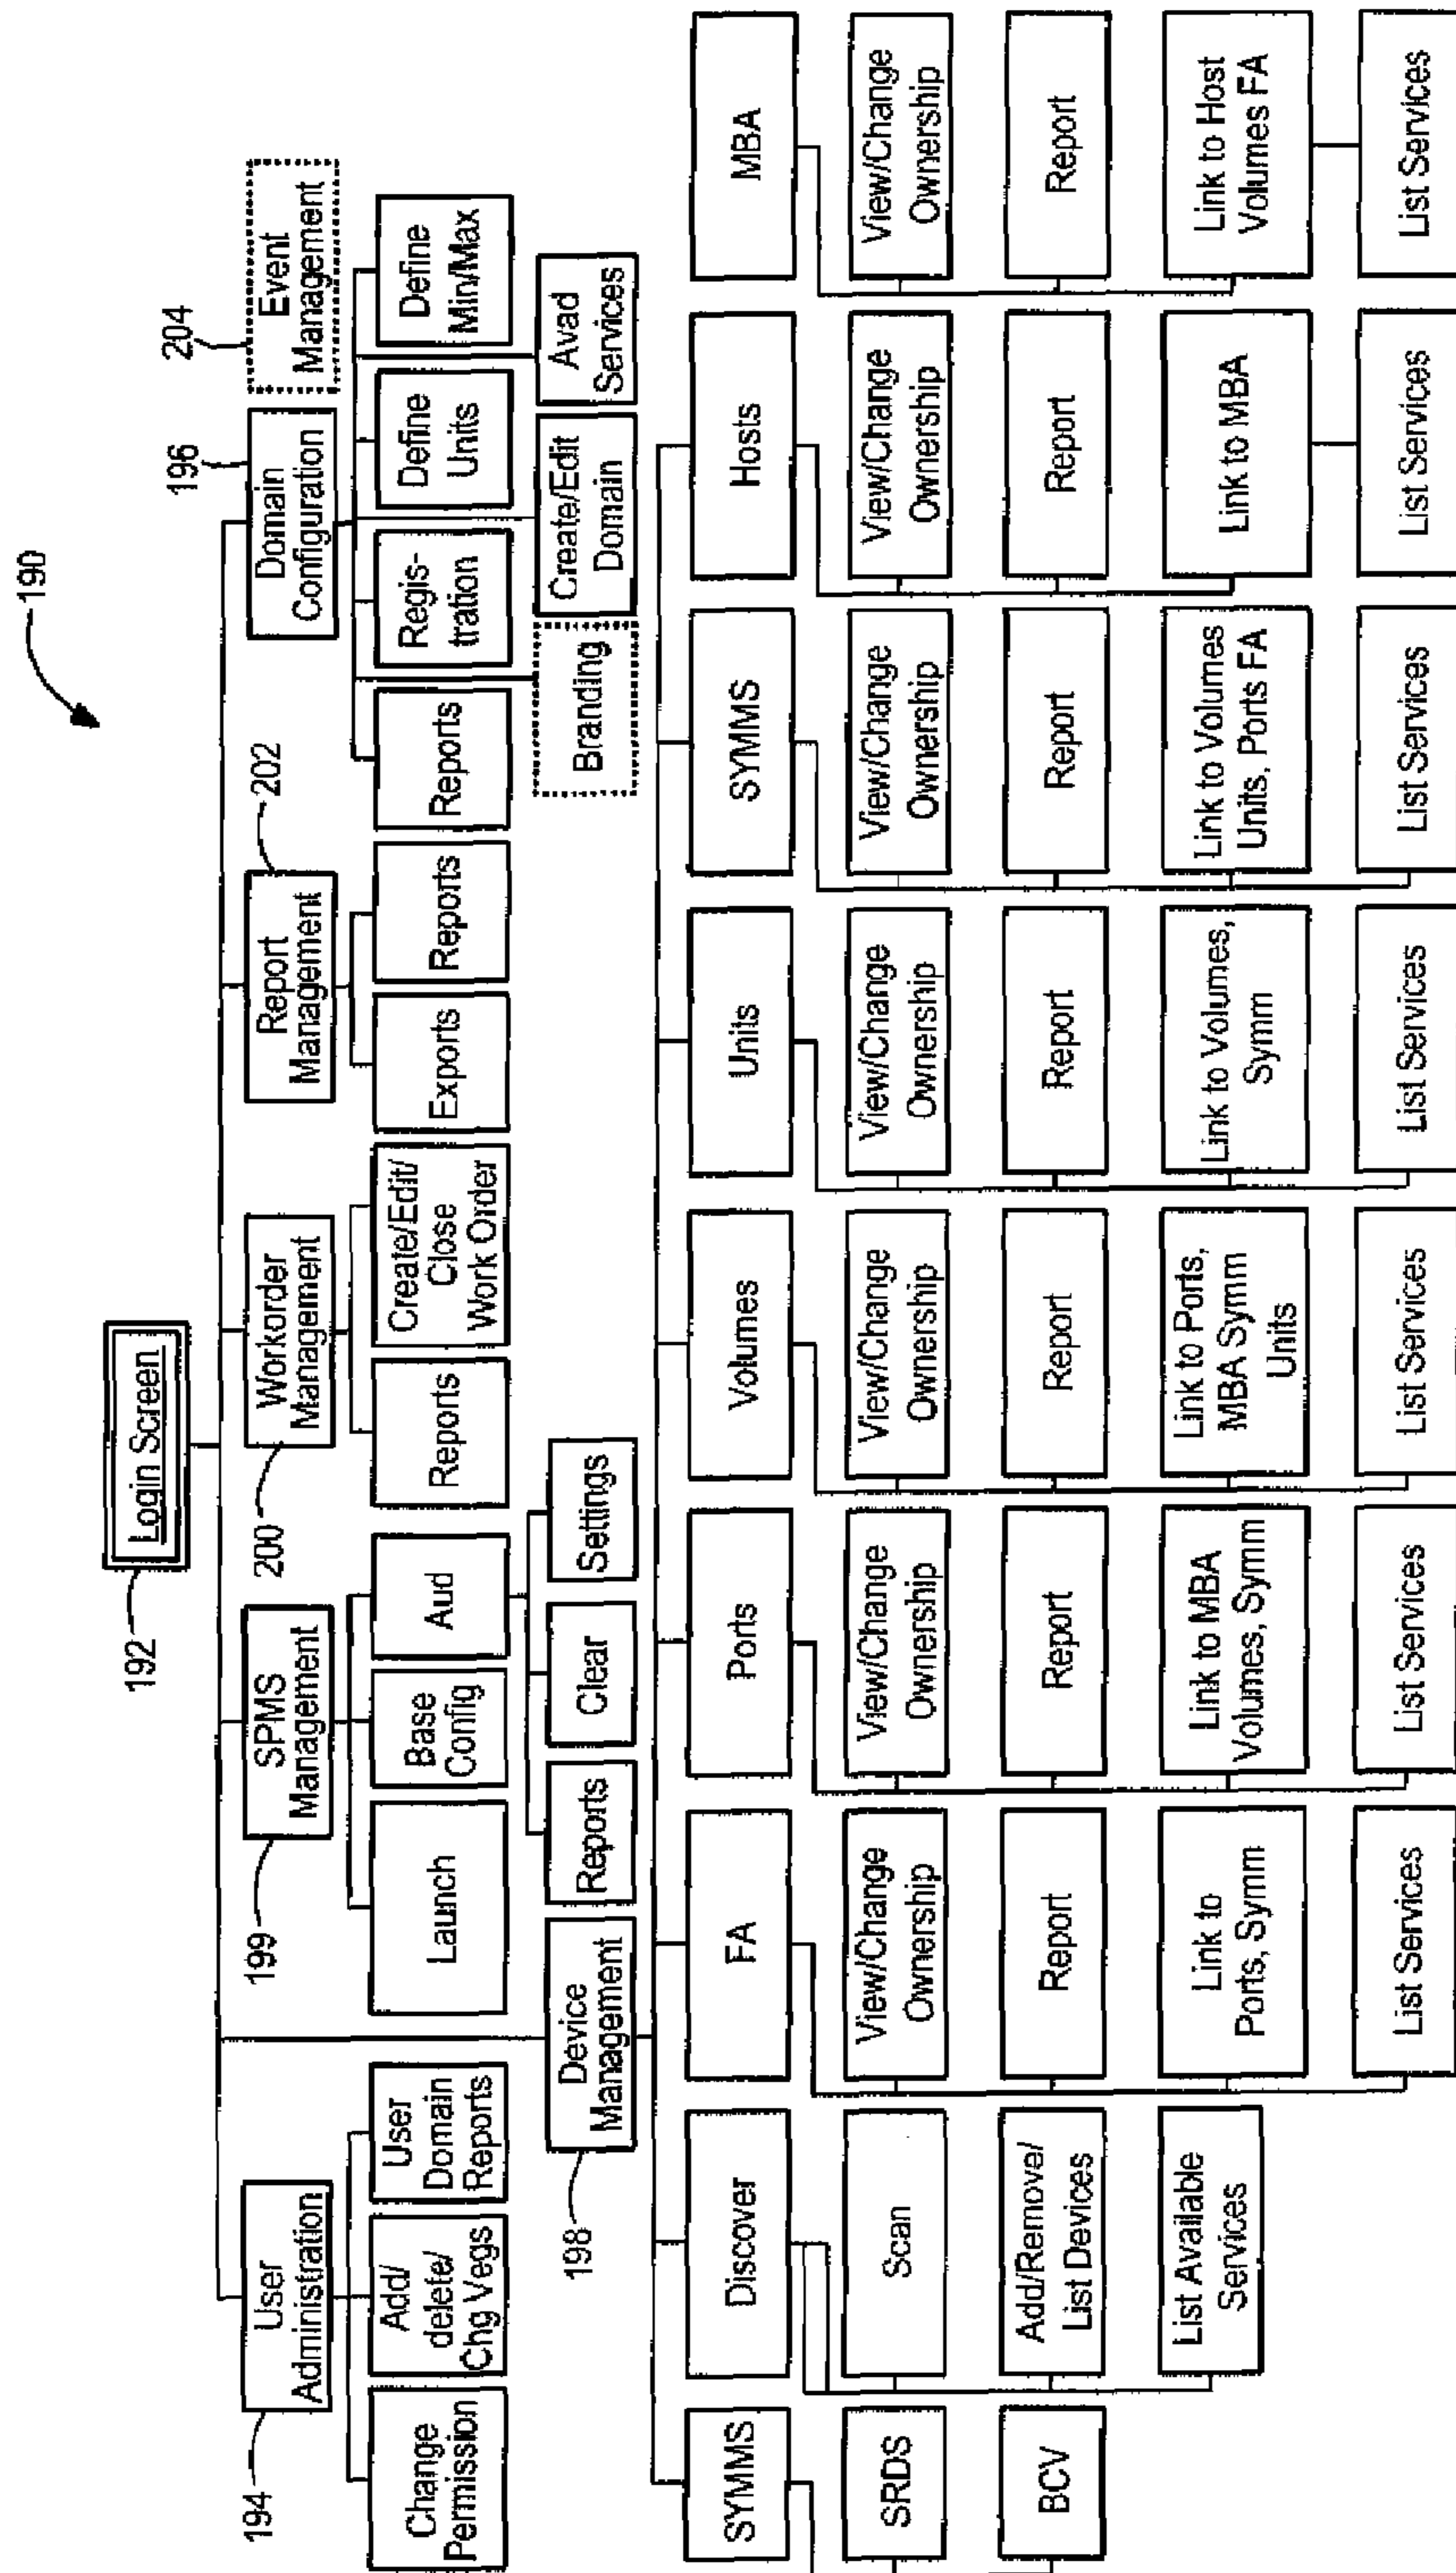 190
Login Screen
192
194
User
Administration
199
SPMS
Management
200
Workorder
Management
Report
Management
202
196
Domain
Configuration
204
Event
Management
Change
Permission
Add/
delete/
Chg Vegs
User
Domain
Reports
Launch
Base
Config
Aud
Reports
Create/Edit/
Close
Work Order
Exports
Reports
Reports
Regis-
tration
Define
Units
Define
Min/Max
198
Device
Management
Reports
Clear
Settings
Branding
Create/Edit
Domain
Avad
Services
SYMMS
Discover
FA
Ports
Volumes
Units
SYMMS
Hosts
MBA
SRDS
Scan
View/Change
Ownership
View/Change
Ownership
View/Change
Ownership
View/Change
Ownership
View/Change
Ownership
View/Change
Ownership
View/Change
Ownership
BCV
Add/Remove/
List Devices
Report
Report
Report
Report
Report
Report
Report
List Available
Services
Link to
Ports, Symm
Link to MBA
Volumes, Symm
Link to Ports,
MBA Symm
Units
Link to Volumes,
Symm
Link to Volumes
Units, Ports FA
Link to MBA
Link to Host
Volumes FA
List Services
List Services
List Services
List Services
List Services
List Services
List Services